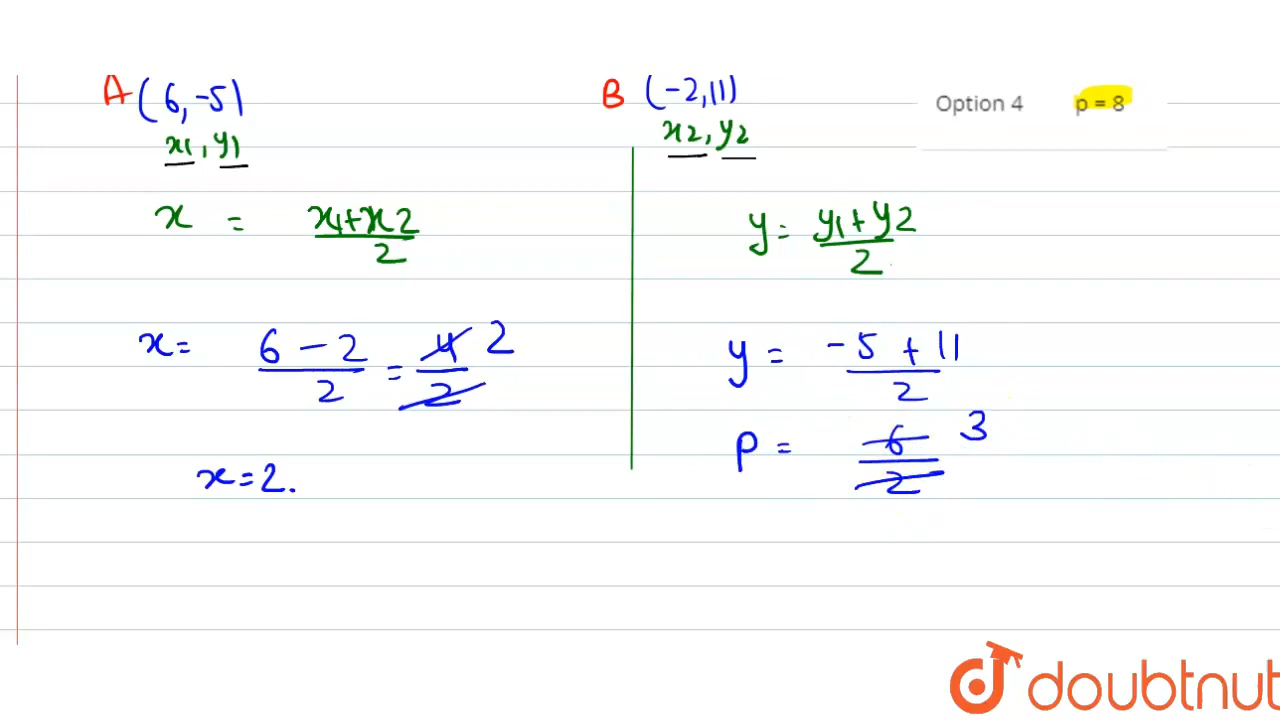 A (6, -5)
B (-2, 11)
Option 4 p = 8
x1, y1
x2, y2
x = x1+x2/2
y = y1+y2/2
x = 6-2/2 = 4/2 2
y = -5+11/2
p = 6/2 3
x=2.
doubtnut